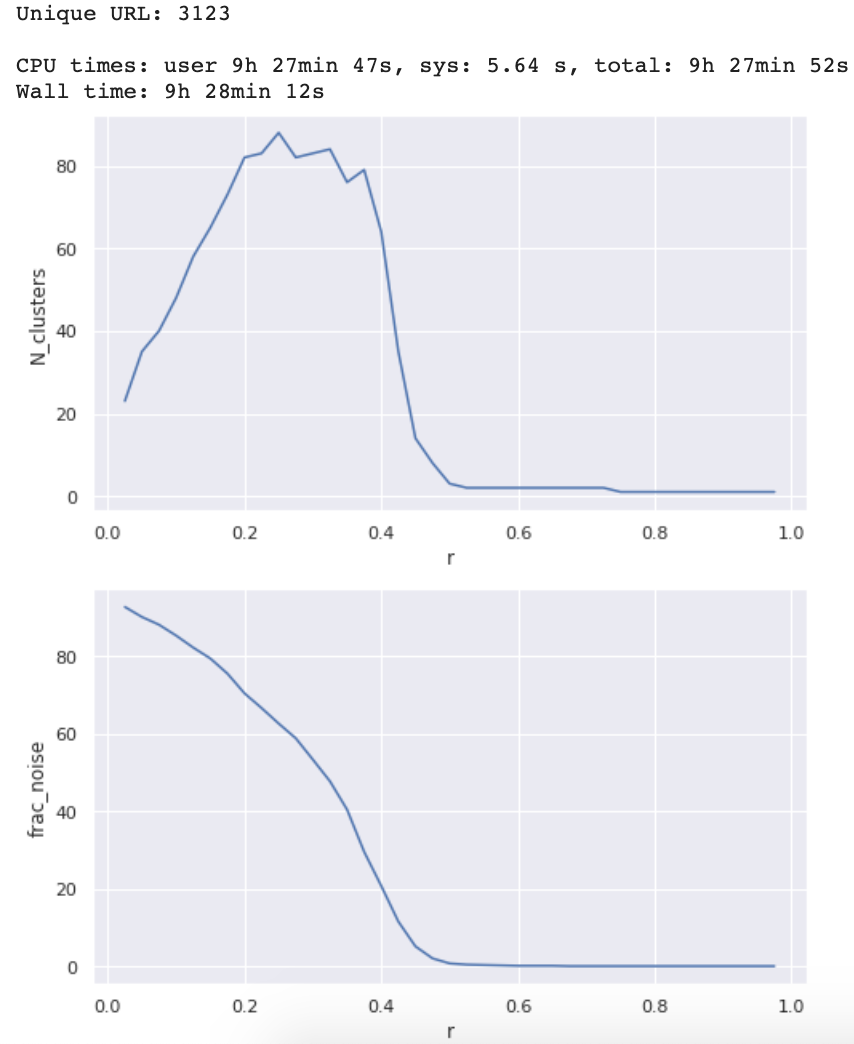 Unique URL: 3123
CPU times: user 9h 27min 47s, sys: 5.64 s, total: 9h 27min 52s
Wall time: 9h 28min 12s
80
60
40
20
0
N_clusters
0.0 0.2 0.4 0.6 0.8 1.0
r
80
60
40
20
0
frac_noise
0.0 0.2 0.4 0.6 0.8 1.0
r